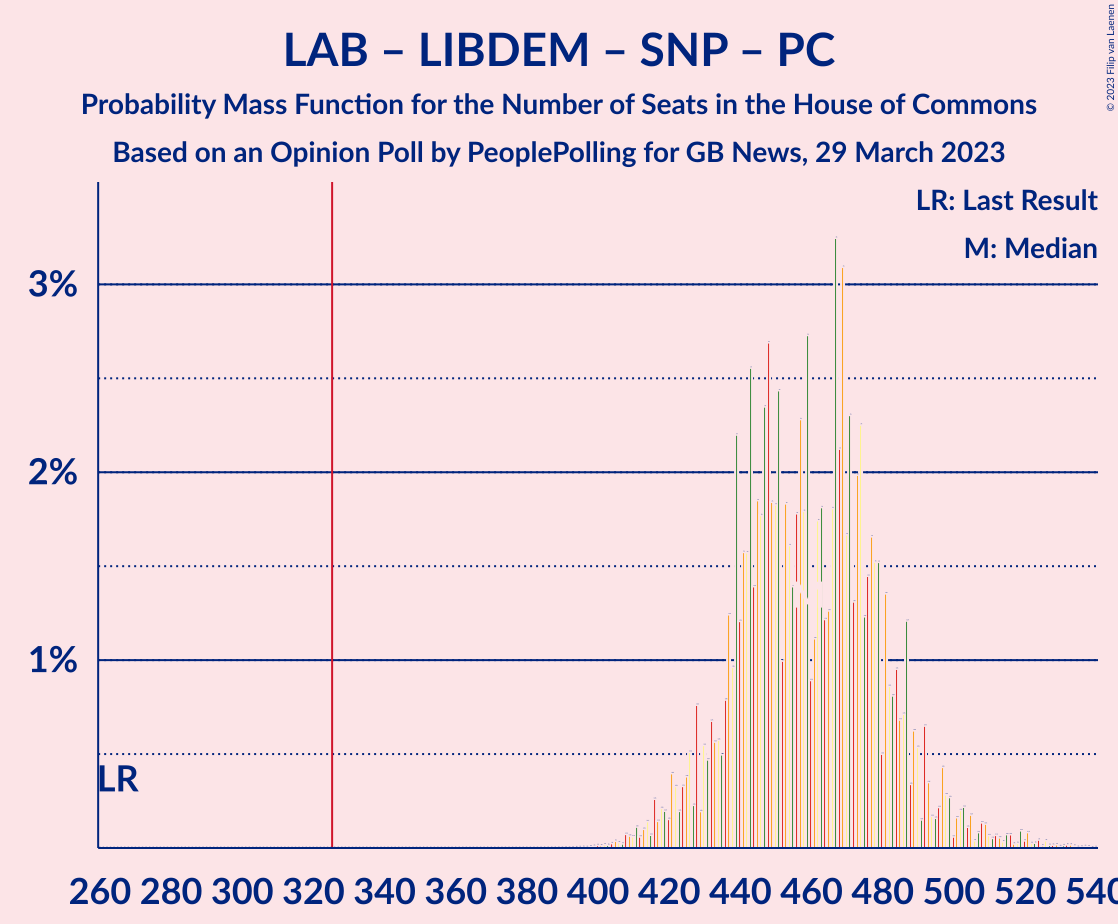 LAB – LIBDEM – SNP – PC
Probability Mass Function for the Number of Seats in the House of Commons
Based on an Opinion Poll by PeoplePolling for GB News, 29 March 2023
© 2023 Filip van Laenen
LR: Last Result
M: Median
3%
2%
1%
LR
260 280 300 320 340 360 380 400 420 440 460 480 500 520 540